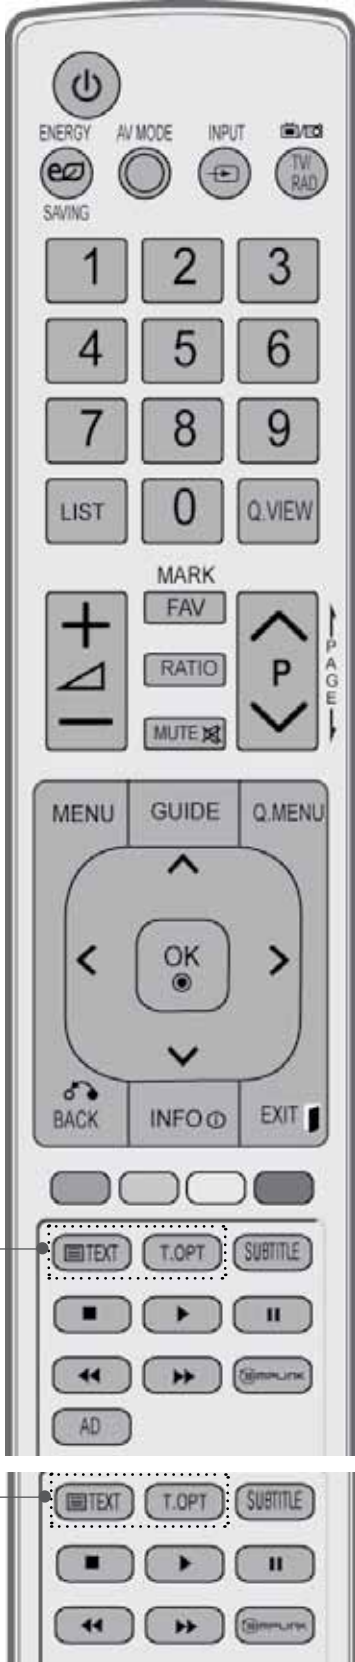 ENERGY AV MODE INPUT
TV/
RAD
SAVING
1 2 3
4 5 6
7 8 9
LIST 0 Q.VIEW
MARK
FAV
RATIO
P
PAGE
MUTE
MENU GUIDE Q.MENU
OK
BACK INFO EXIT
TEXT T.OPT SUBTITLE
SIMPLINK
AD
TEXT T.OPT SUBTITLE
SIMPLINK